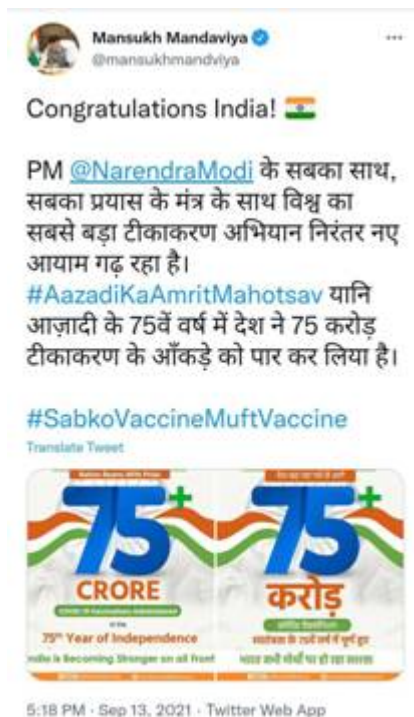 Mansukh Mandaviya
@mansukhmandviya
Congratulations India! 🇮🇳
PM @NarendraModi के सबका साथ,
सबका प्रयास के मंत्र के साथ विश्व का
सबसे बड़ा टीकाकरण अभियान निरंतर नए
आयाम गढ़ रहा है।
#AazadiKaAmritMahotsav यानि
आज़ादी के 75वें वर्ष में देश ने 75 करोड़
टीकाकरण के आँकड़े को पार कर लिया है।
#SabkoVaccineMuftVaccine
Translate Tweet
75+
CRORE
75th Year of Independence
India is Becoming Stronger on all front
75+
करोड़
5:18 PM · Sep 13, 2021 · Twitter Web App